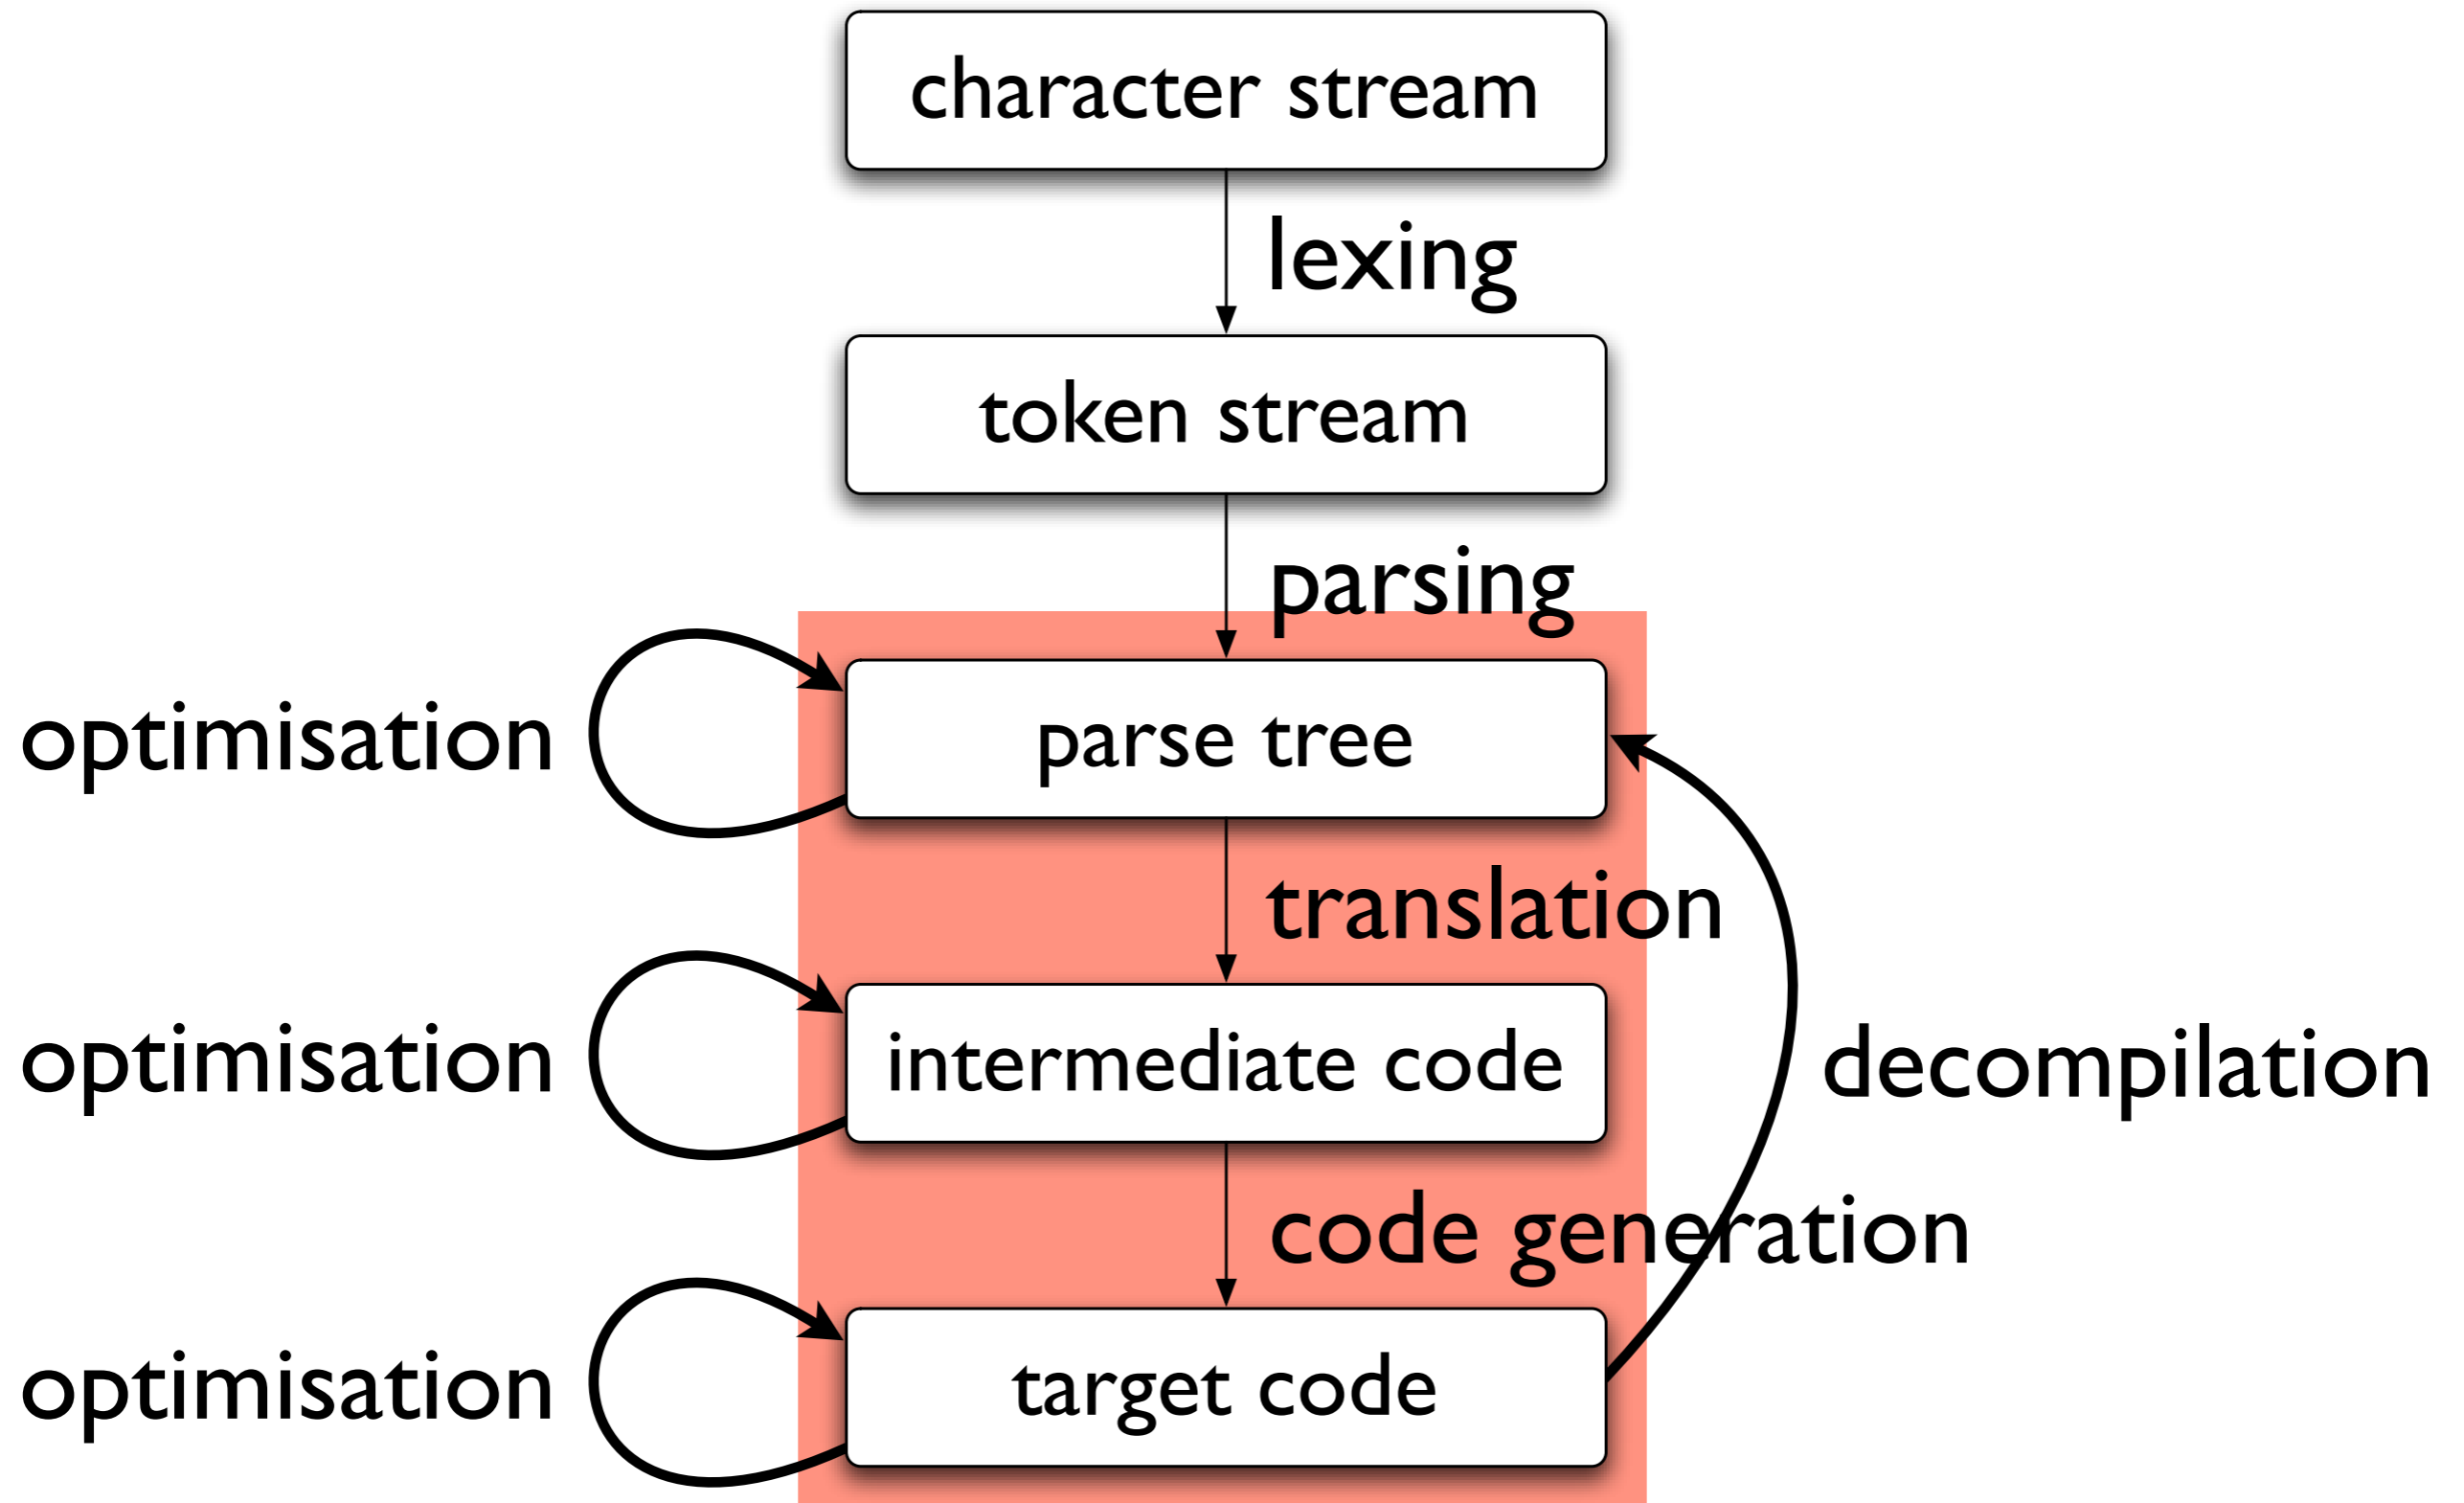 character stream
lexing
token stream
parsing
optimisation
parse tree
translation
optimisation
intermediate code
decompilation
code generation
optimisation
target code